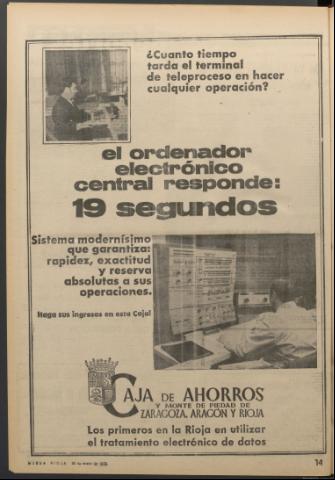 ¿Cuanto tiempo
tarda el terminal
de teleproceso en hacer
cualquier operación?
el ordenador
electrónico
central responde:
19 segundos
Sistema modernísimo
que garantiza:
rapidez, exactitud
y reserva
absolutas a sus
operaciones.
Haga sus ingresos en esta Caja!
CAJA DE AHORROS
Y MONTE DE PIEDAD DE
ZARAGOZA, ARAGON Y RIOJA
Los primeros en la Rioja en utilizar
el tratamiento electrónico de datos
NUEVA RIOJA
14